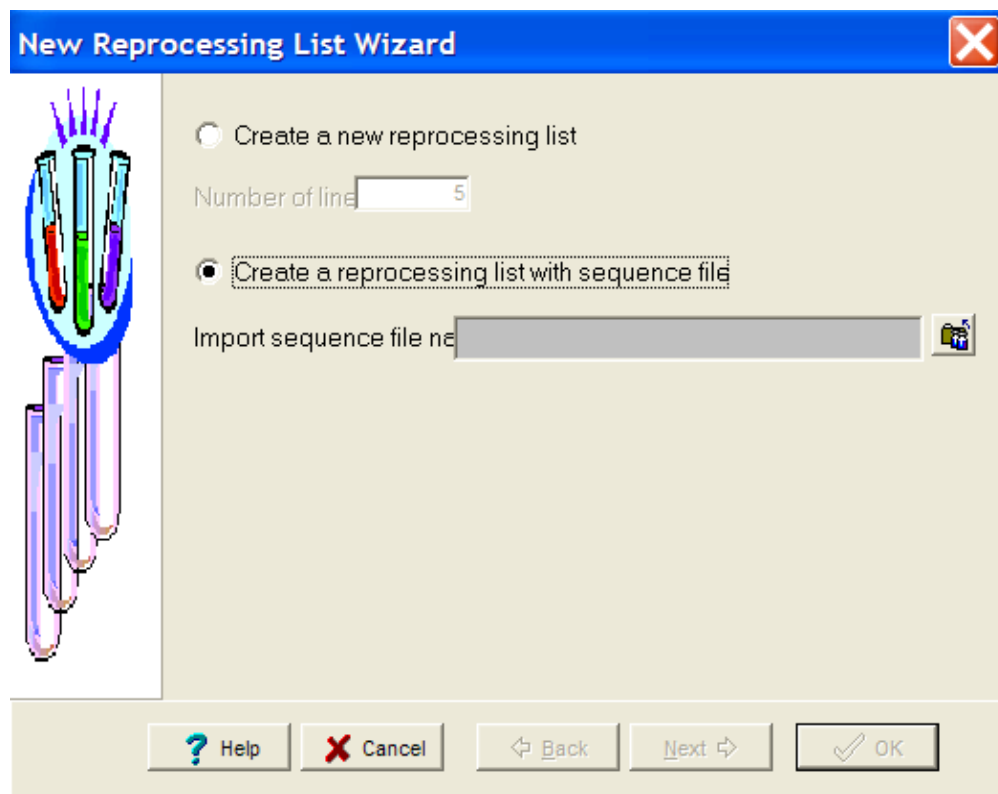 New Reprocessing List Wizard
Create a new reprocessing list
Number of line
5
Create a reprocessing list with sequence file
Import sequence file na
Help
Cancel
Back
Next
OK